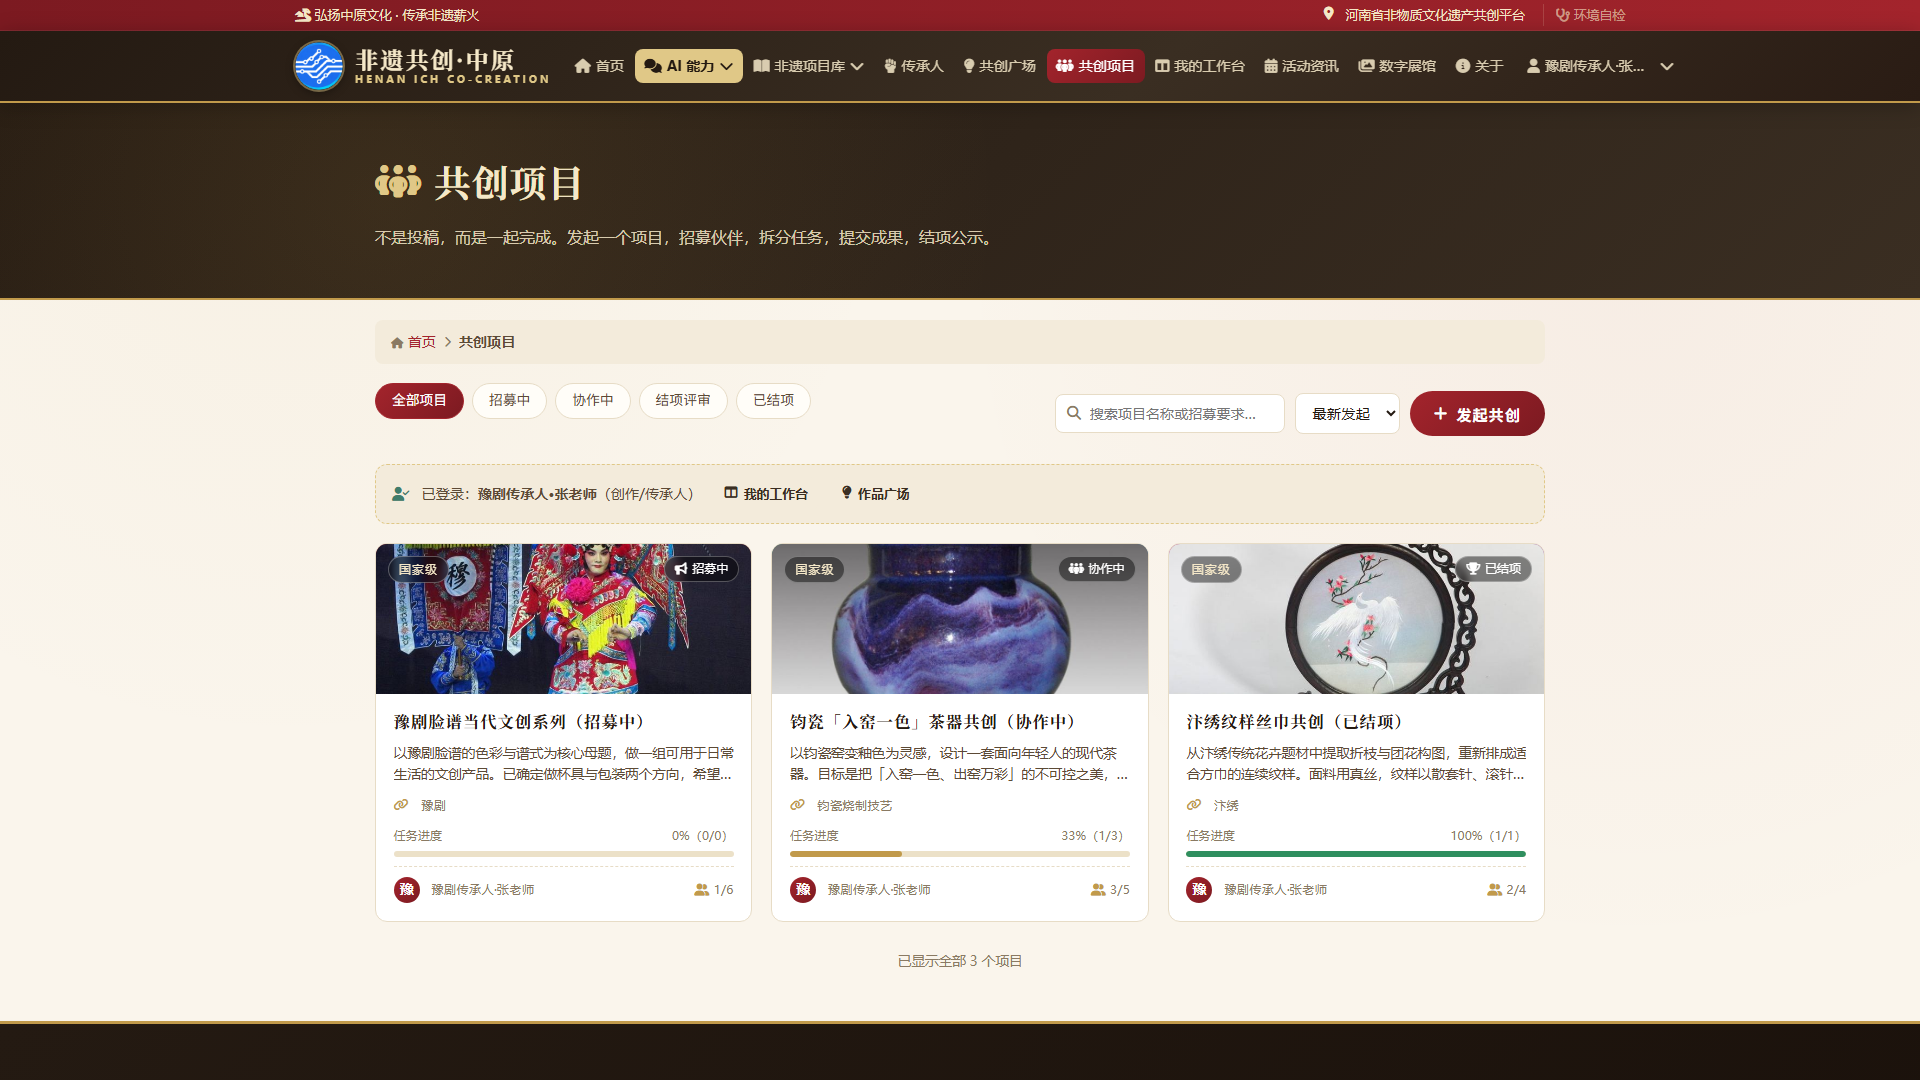 弘扬中原文化 · 传承非遗薪火
河南省非物质文化遗产共创平台
环境自检
非遗共创·中原
HENAN ICH CO-CREATION
首页
AI 能力
非遗项目库
传承人
共创广场
共创项目
我的工作台
活动资讯
数字展馆
关于
豫剧传承人·张...
共创项目
不是投稿，而是一起完成。发起一个项目，招募伙伴，拆分任务，提交成果，结项公示。
首页 > 共创项目
全部项目
招募中
协作中
结项评审
已结项
搜索项目名称或招募要求...
最新发起
+ 发起共创
已登录：豫剧传承人·张老师（创作/传承人）
我的工作台
作品广场
国家级
穆
招募中
豫剧脸谱当代文创系列（招募中）
以豫剧脸谱的色彩与谱式为核心母题，做一组可用于日常
生活的文创产品。已确定做杯具与包装两个方向，希望...
豫剧
任务进度
0%（0/0）
豫
豫剧传承人·张老师
1/6
国家级
协作中
钧瓷「入窑一色」茶器共创（协作中）
以钧瓷窑变釉色为灵感，设计一套面向年轻人的现代茶
器。目标是把「入窑一色、出窑万彩」的不可控之美，...
钧瓷烧制技艺
任务进度
33%（1/3）
豫
豫剧传承人·张老师
3/5
国家级
已结项
汴绣纹样丝巾共创（已结项）
从汴绣传统花卉题材中提取折枝与团花构图，重新排成适
合方巾的连续纹样。面料用真丝，纹样以散套针、滚针...
汴绣
任务进度
100%（1/1）
豫
豫剧传承人·张老师
2/4
已显示全部 3 个项目